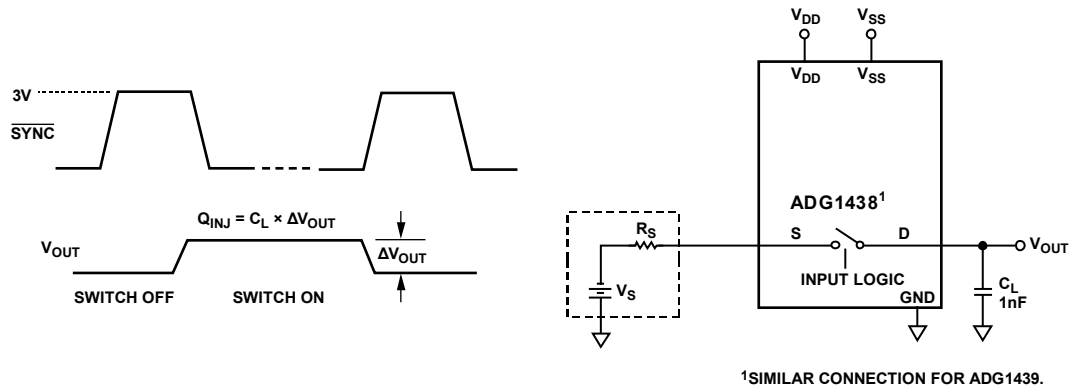 3V
SYNC
Q_INJ = C_L × ΔV_OUT
V_OUT
ΔV_OUT
SWITCH OFF
SWITCH ON
V_DD
V_SS
V_DD
V_SS
ADG1438¹
R_S
S
D
V_OUT
INPUT LOGIC
V_S
GND
C_L
1nF
¹SIMILAR CONNECTION FOR ADG1439.